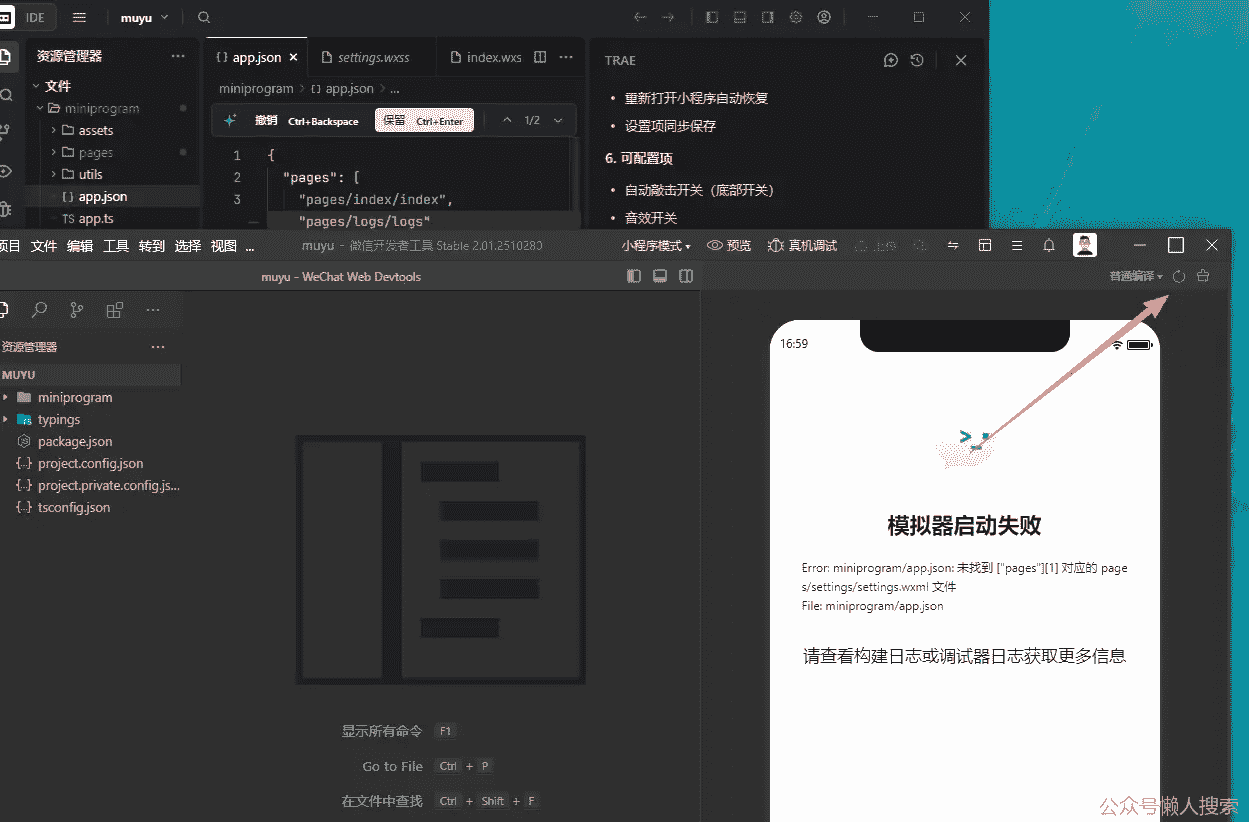 IDE
muyu
资源管理器
app.json
settings.wxss
index.wxs
TRAE
文件
miniprogram
assets
pages
utils
app.json
TS app.ts
miniprogram > {} app.json > ...
撤销 Ctrl+Backspace 保留 Ctrl+Enter 1/2
1 {
2 "pages": [
3 "pages/index/index",
"pages/logs/logs"
重新打开小程序自动恢复
设置项同步保存
6. 可配置项
自动敲击开关（底部开关）
音效开关
项目 文件 编辑 工具 转到 选择 视图 ... muyu - 微信开发者工具 Stable 2.01.2510280 小程序模式 预览 真机调试 上传
muyu - WeChat Web Devtools
普通编译
资源管理器
MUYU
miniprogram
typings
package.json
project.config.json
project.private.config.js...
tsconfig.json
显示所有命令 F1
Go to File Ctrl + P
在文件中查找 Ctrl + Shift + F
16:59
模拟器启动失败
Error: miniprogram/app.json: 未找到 ["pages"][1] 对应的 page
s/settings/settings.wxml 文件
File: miniprogram/app.json
请查看构建日志或调试器日志获取更多信息
公众号懒人搜索